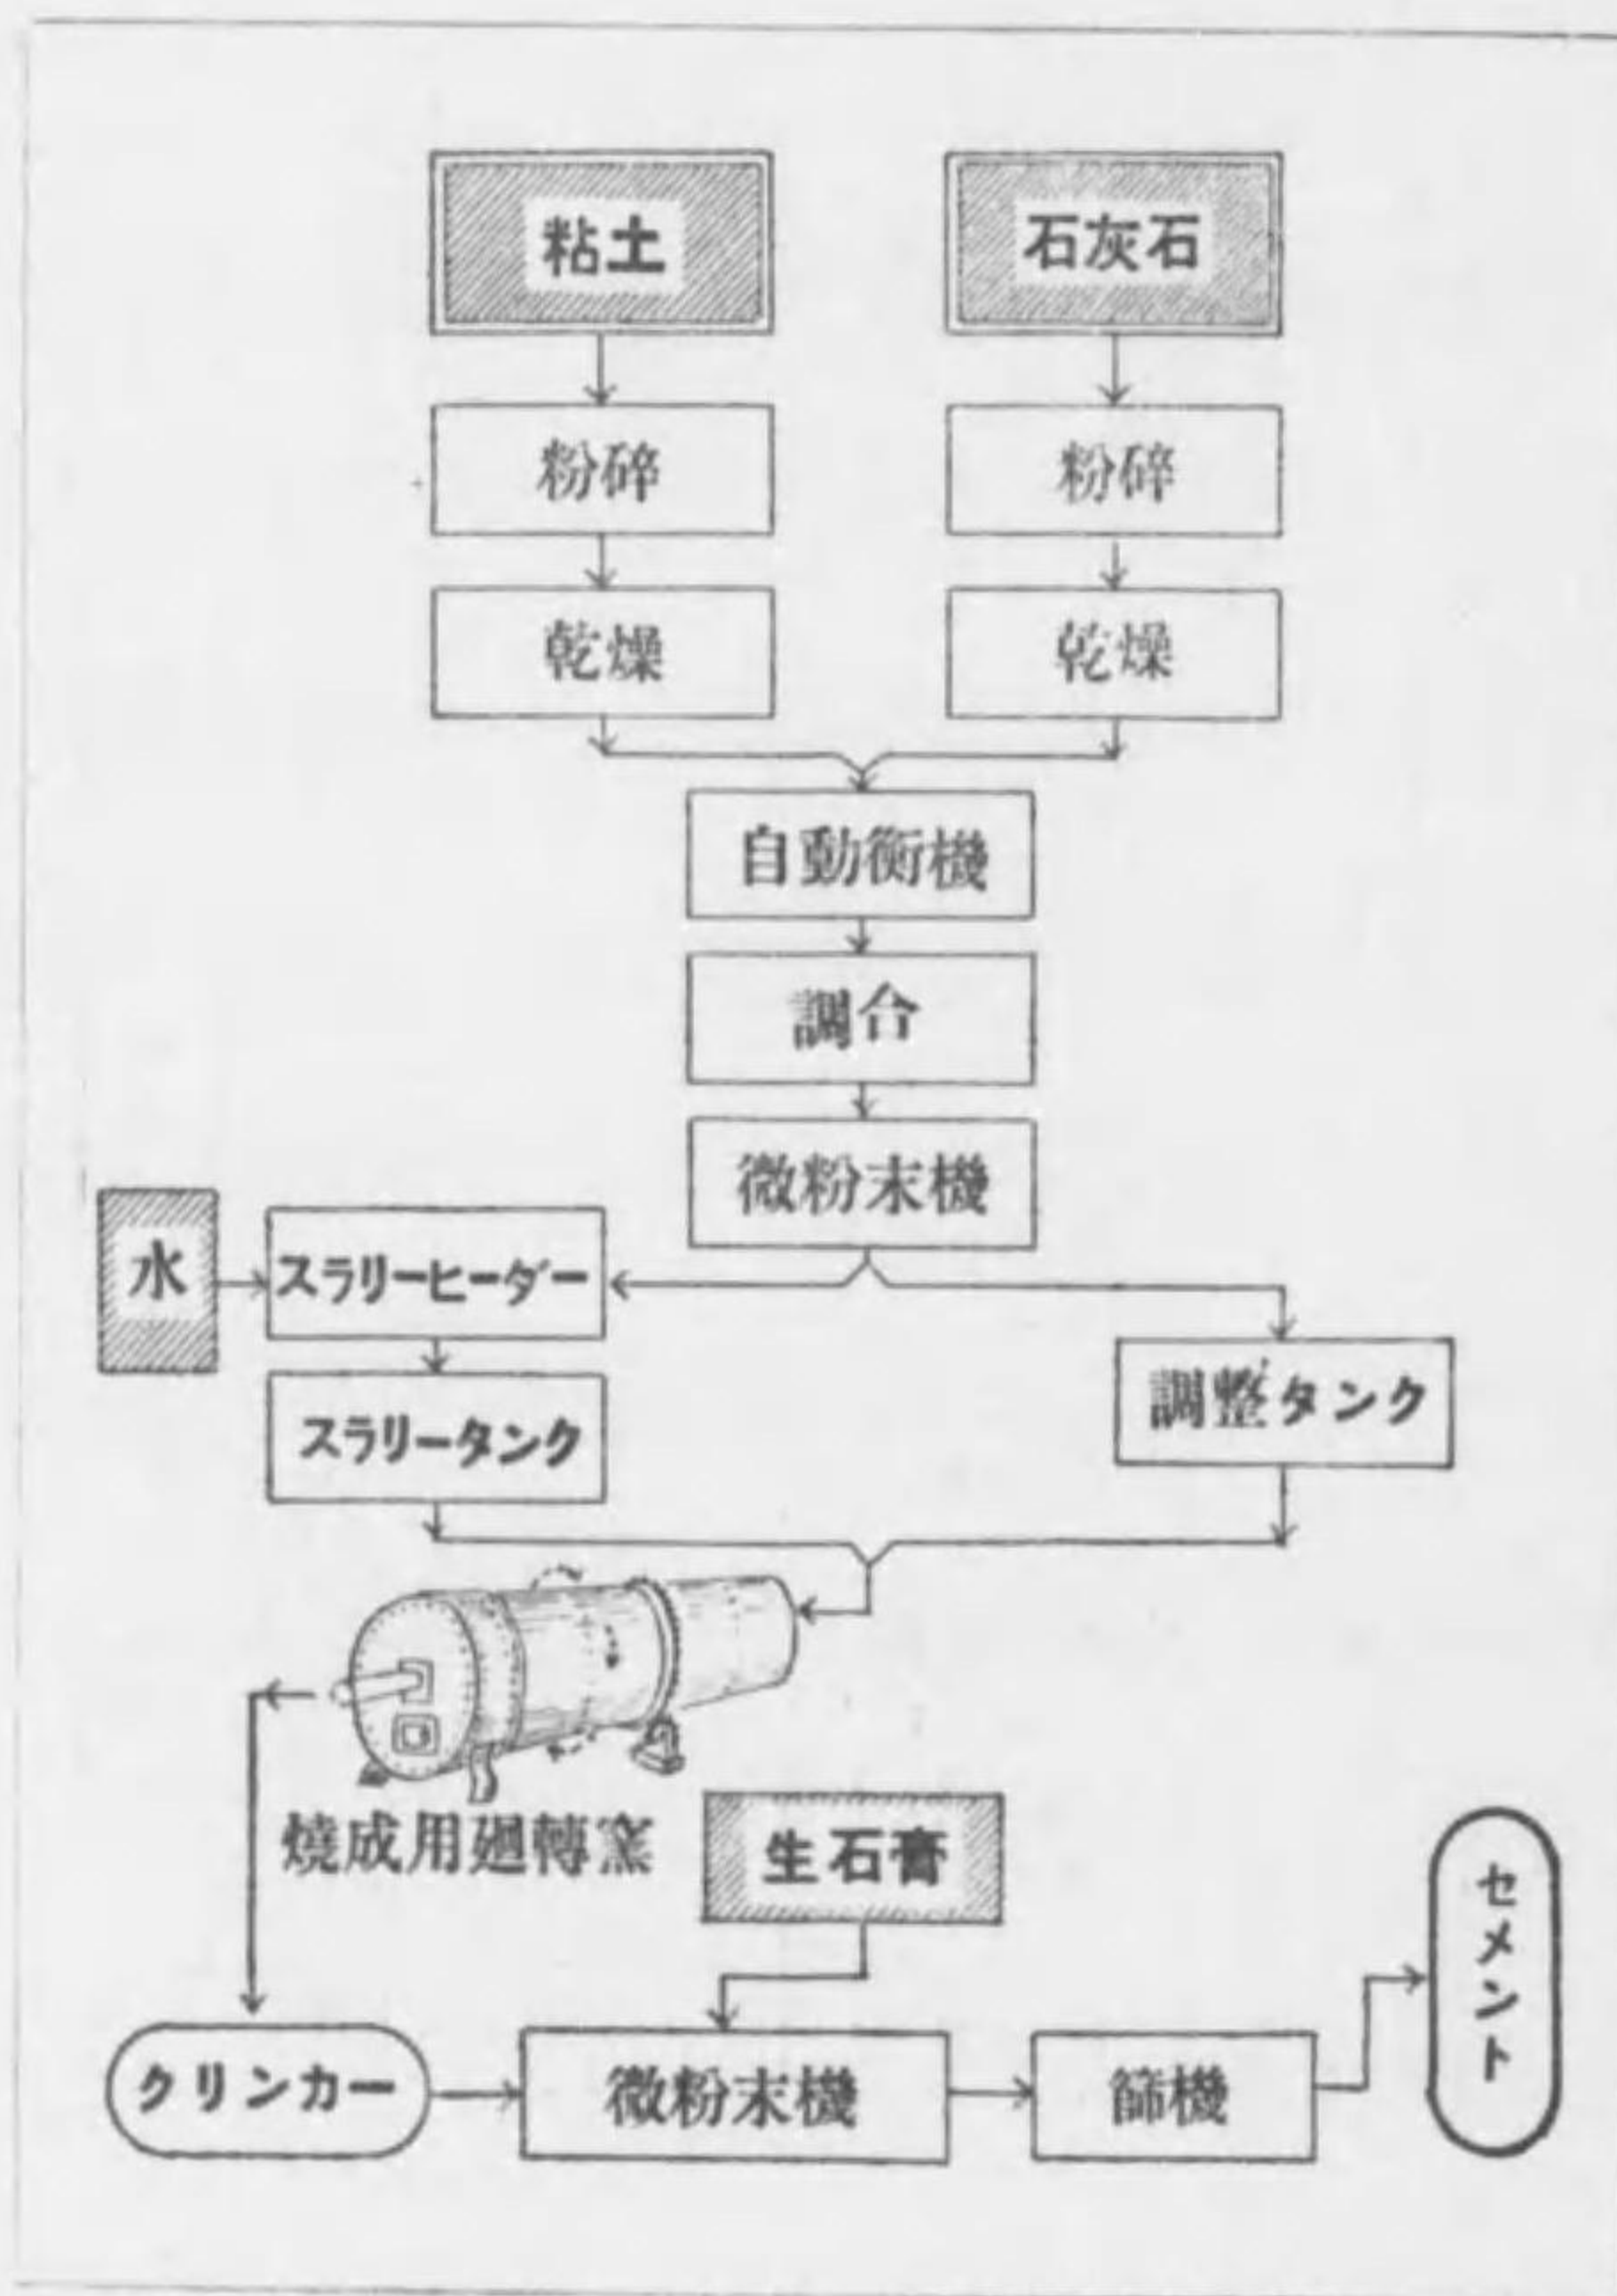 粘土
石灰石
粉碎
粉碎
乾燥
乾燥
自動衡機
調合
微粉末機
水
スラリーヒーダー
スラリータンク
調整タンク
燒成用廻轉窯
生石膏
クリンカー
微粉末機
篩機
セメント